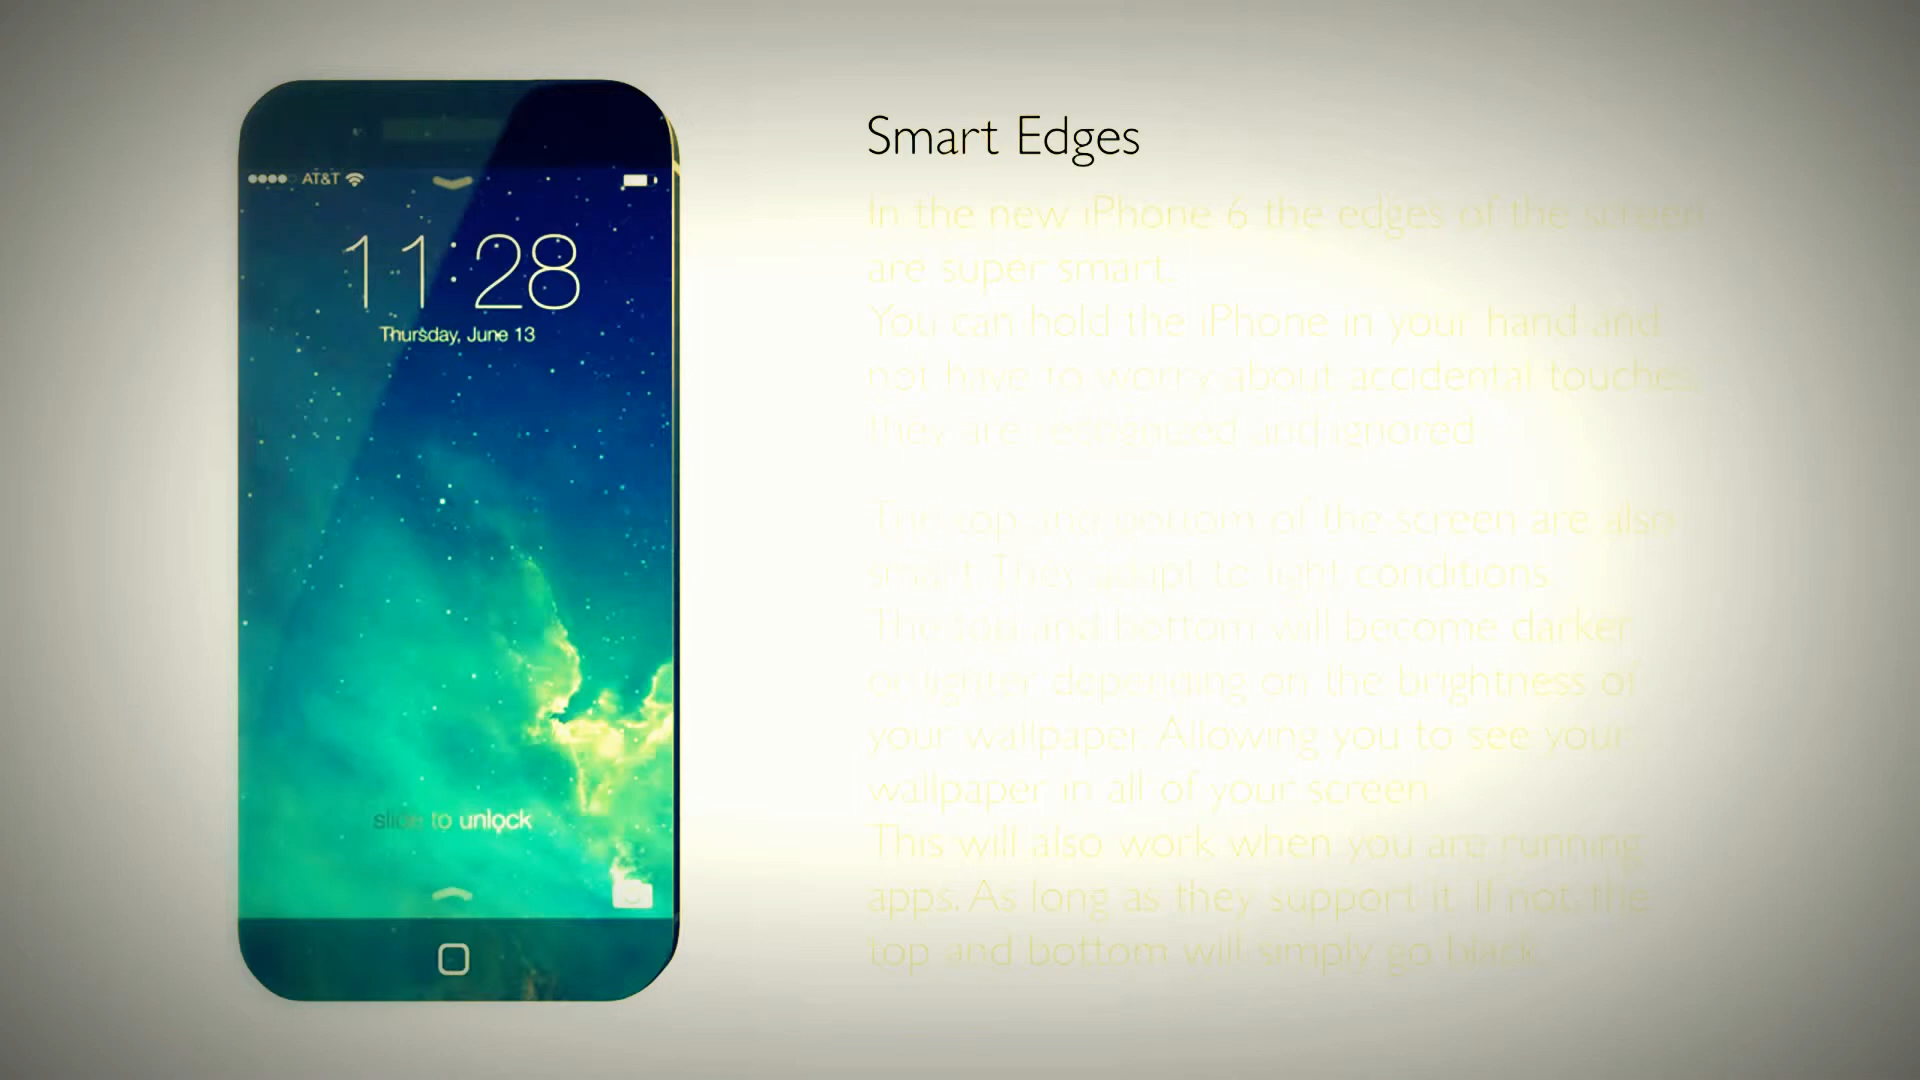 AT&T
11:28
Thursday, June 13
slide to unlock
Smart Edges
In the new iPhone 6 the edges of the screen
are super smart.
You can hold the iPhone in your hand and
not have to worry about accidental touches
they are recognized and ignored.
The top and bottom of the screen are also
smart. They adapt to light conditions.
The top and bottom will become darker
or lighter depending on the brightness of
your wallpaper. Allowing you to see your
wallpaper in all of your screen.
This will also work when you are running
apps. As long as they support it. If not, the
top and bottom will simply go black.